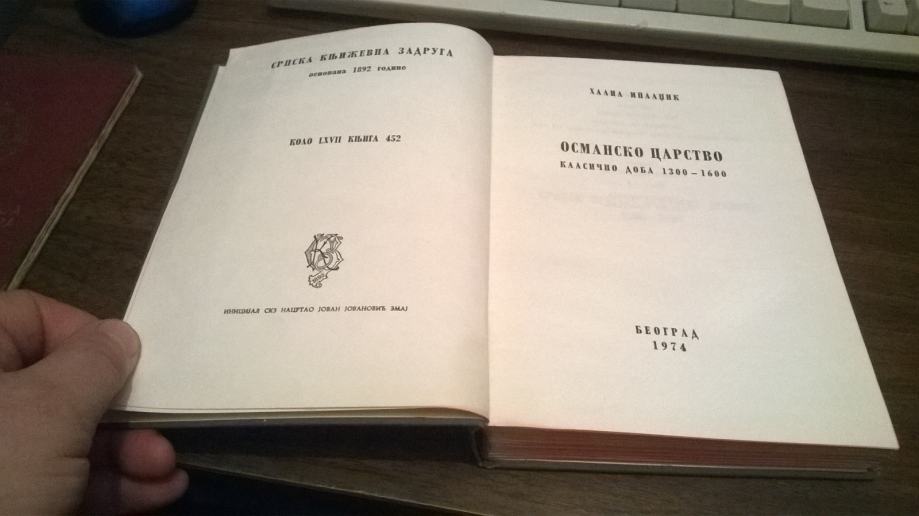 СРПСКА КЊИЖЕВНА ЗАДРУГА
основана 1892 године
КОЛО LXVII КЊИГА 452
ИНИЦИЈАЛ СКЗ НАЦРТАО ЈОВАН ЈОВАНОВИЋ ЗМАЈ
ХАЛИЛ ИНАЛЏИК
ОСМАНСКО ЦАРСТВО
КЛАСИЧНО ДОБА 1300–1600
БЕОГРАД
1974